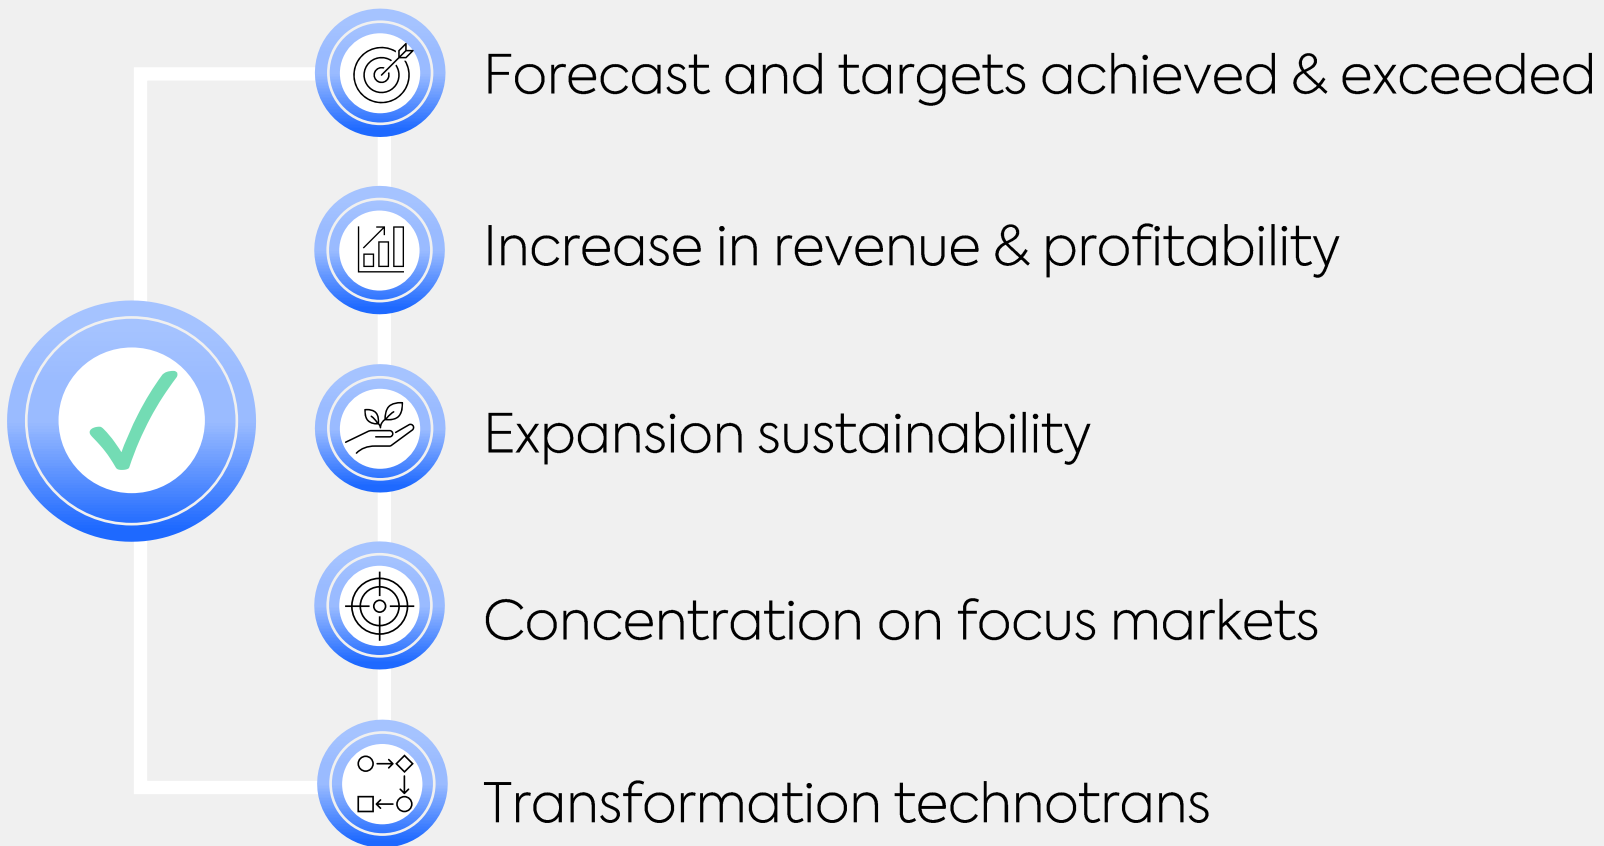 Forecast and targets achieved & exceeded
Increase in revenue & profitability
Expansion sustainability
Concentration on focus markets
Transformation technotrans